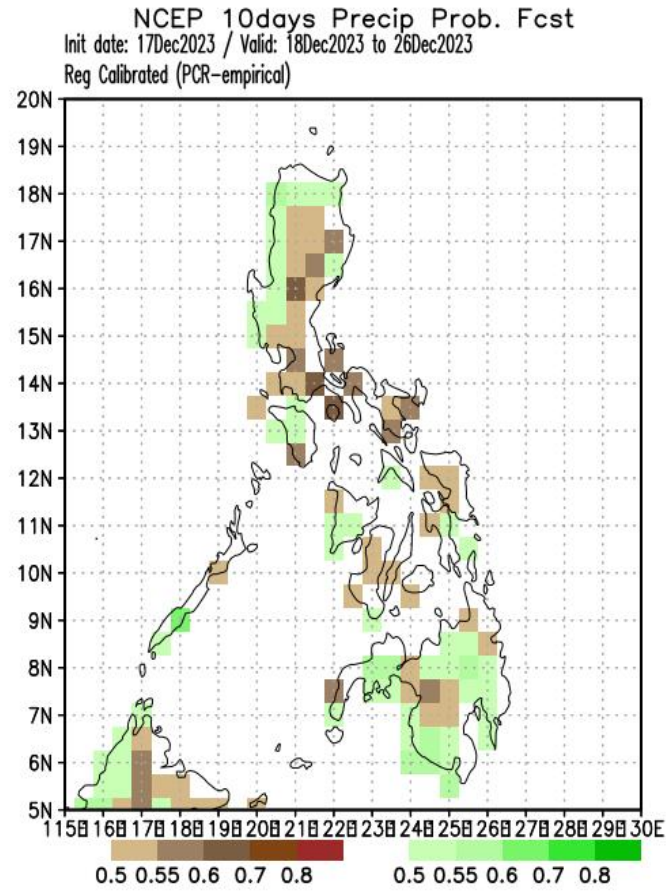 NCEP 10days Precip Prob. Fcst
Init date: 17Dec2023 / Valid: 18Dec2023 to 26Dec2023
Reg Calibrated (PCR-empirical)
20N
19N
18N
17N
16N
15N
14N
13N
12N
11N
10N
9N
8N
7N
6N
5N
115E 116E 117E 118E 119E 120E 121E 122E 123E 124E 125E 126E 127E 128E 129E 130E
0.5 0.55 0.6 0.7 0.8 0.5 0.55 0.6 0.7 0.8